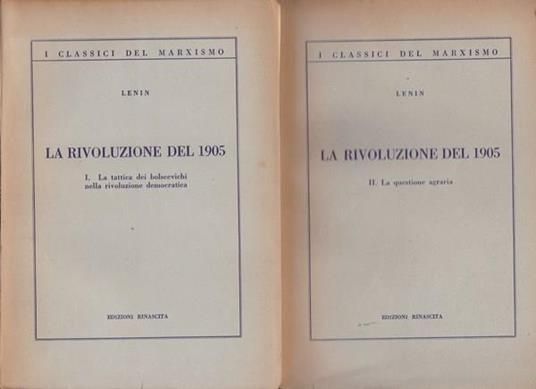 I CLASSICI DEL MARXISMO
LENIN
LA RIVOLUZIONE DEL 1905
I. La tattica dei bolscevichi
nella rivoluzione democratica
EDIZIONI RINASCITA
I CLASSICI DEL MARXISMO
LENIN
LA RIVOLUZIONE DEL 1905
II. La questione agraria
EDIZIONI RINASCITA